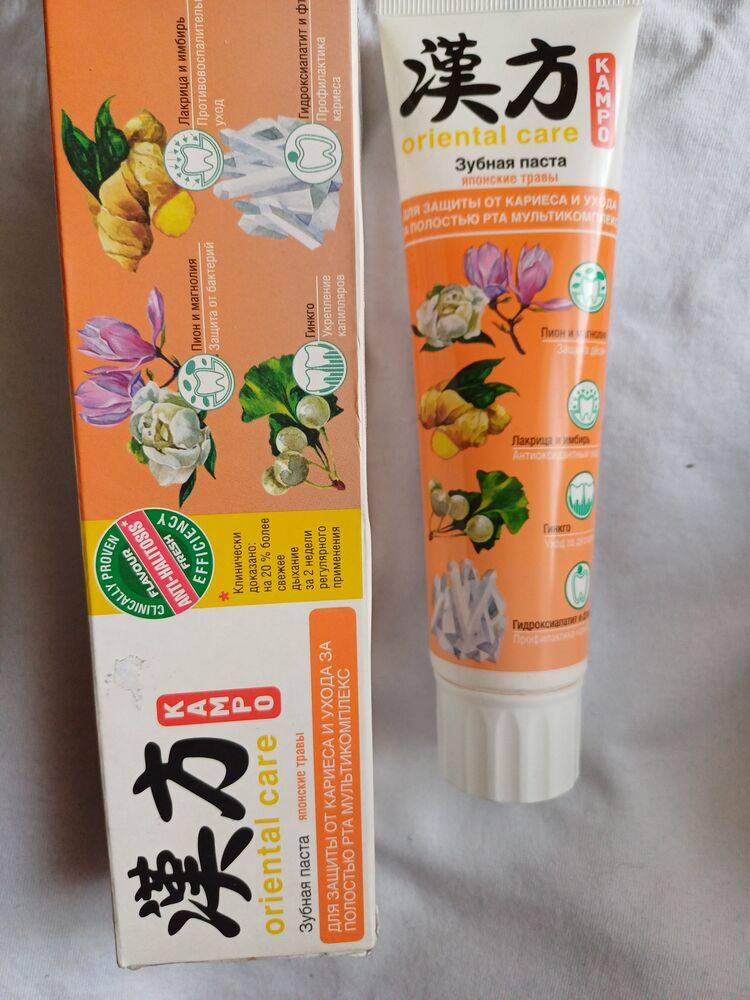 漢方
KAMPO
oriental care
Зубная паста
японские травы
ДЛЯ ЗАЩИТЫ ОТ КАРИЕСА И УХОДА ЗА
ПОЛОСТЬЮ РТА МУЛЬТИКОМПЛЕКС
CLINICALLY PROVEN
FLAVOUR
ANTI-HALITOSIS*
FRESH
EFFICIENCY
* Клинически
доказано:
на 20 % более
свежее
дыхание
за 2 недели
регулярного
применения
Пион и магнолия
Защита от бактерий
Гинкго
Укрепление
капилляров
Лакрица и имбирь
уход
Гидроксиапатит и
Профилактика
кариеса
漢方
KAMPO
oriental care
Зубная паста
японские травы
ДЛЯ ЗАЩИТЫ ОТ КАРИЕСА И УХОДА
ПОЛОСТЬЮ РТА МУЛЬТИКОМПЛЕКС
Пион и магнолия
Защита
Лакрица и имбирь
Антиоксидантный
Гинкго
Уход за
Гидроксиапатит и
Профилактика